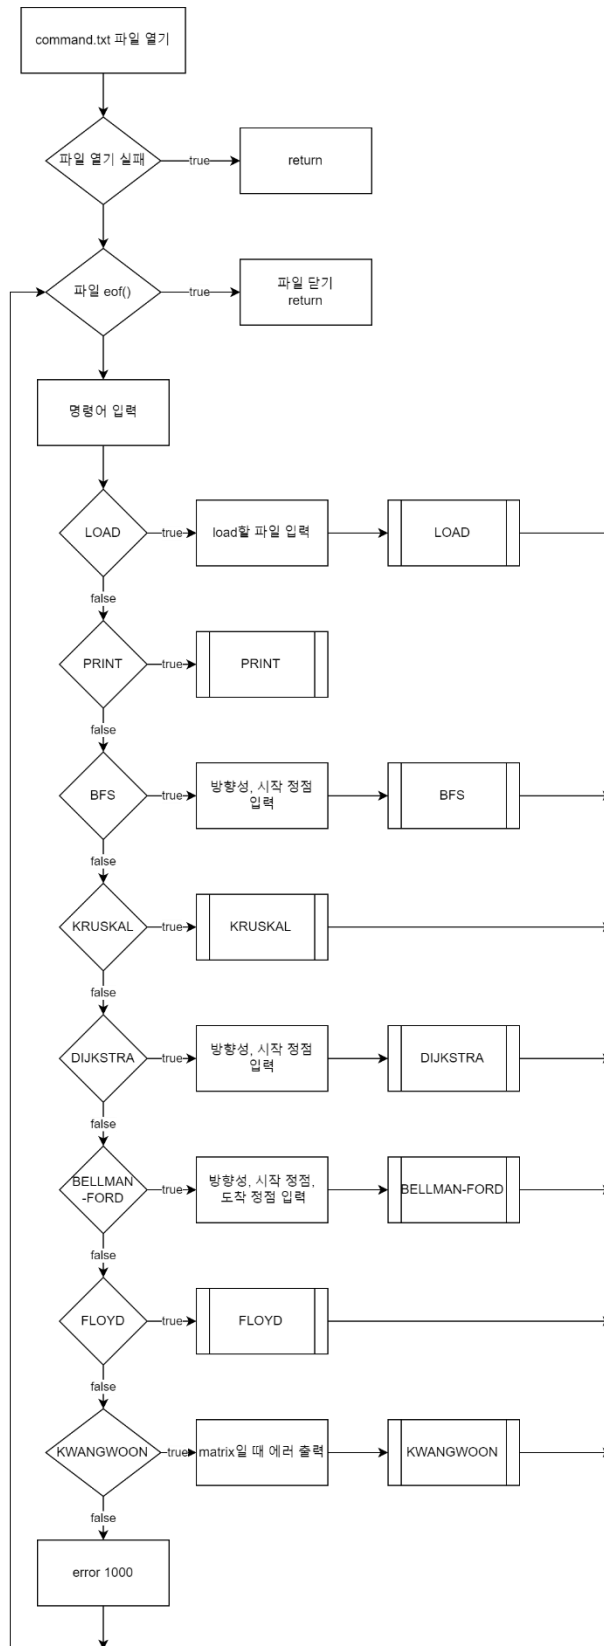 command.txt 파일 열기
파일 열기 실패
true
return
파일 eof()
true
파일 닫기
return
명령어 입력
LOAD
true
load할 파일 입력
LOAD
false
PRINT
true
PRINT
false
BFS
true
방향성, 시작 정점
입력
BFS
false
KRUSKAL
true
KRUSKAL
false
DIJKSTRA
true
방향성, 시작 정점
입력
DIJKSTRA
false
BELLMAN
-FORD
true
방향성, 시작 정점,
도착 정점 입력
BELLMAN-FORD
false
FLOYD
true
FLOYD
false
KWANGWOON
true
matrix일 때 에러 출력
KWANGWOON
false
error 1000